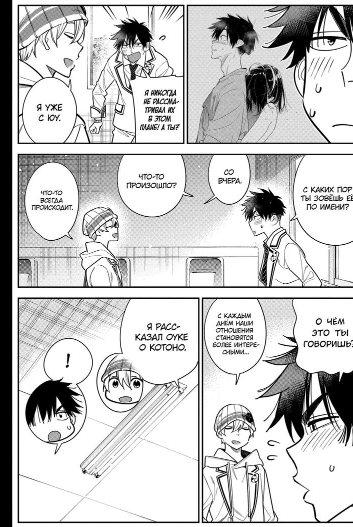 Я НИКОГДА
НЕ РАССМА-
ТРИВАЛ ИХ
В ЭТОМ
ПЛАНЕ! А ТЫ?
Я УЖЕ
С ЮУ.
С КАКИХ ПОР
ТЫ ЗОВЁШЬ ЕЁ
ПО ИМЕНИ?
СО
ВЧЕРА.
ЧТО-ТО
ПРОИЗОШЛО?
ЧТО-ТО
ВСЕГДА
ПРОИСХОДИТ.
О ЧЁМ
ЭТО ТЫ
ГОВОРИШЬ?
С КАЖДЫМ
ДНЁМ НАШИ
ОТНОШЕНИЯ
СТАНОВЯТСЯ
БОЛЕЕ ИНТЕРЕ-
СНЫМИ...
Я РАСС-
КАЗАЛ ОУКЕ
О КОТОНО.
!